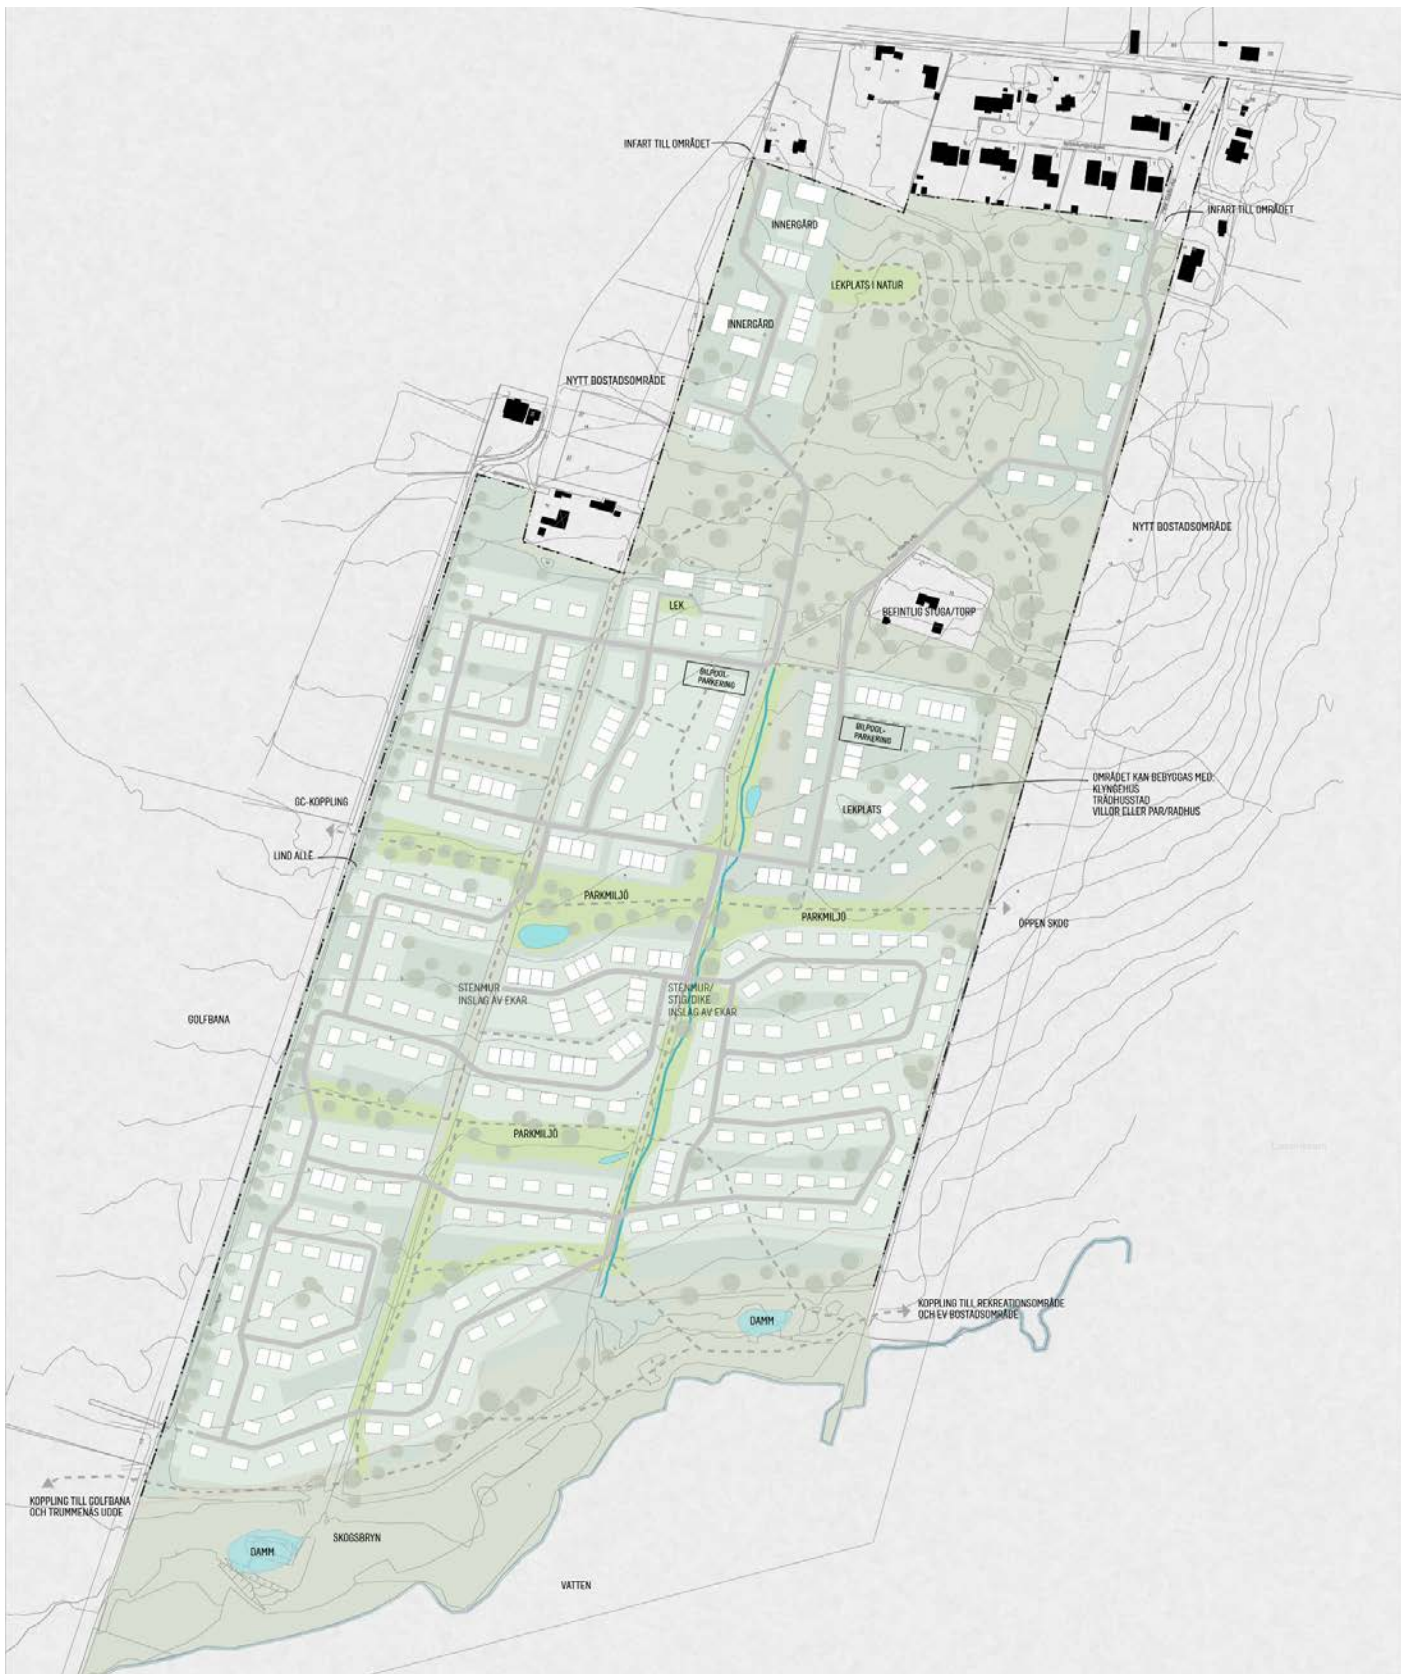 INFART TILL OMRÅDET
INFART TILL OMRÅDET
INNERGÅRD
LEKPLATS I NATUR
INNERGÅRD
NYTT BOSTADSOMRÅDE
NYTT BOSTADSOMRÅDE
LEK
BEFINTLIG STUGA/TORP
BILPOOL-
PARKERING
BILPOOL-
PARKERING
OMRÅDET KAN BEBYGGAS MED:
KLYNGEHUS
TRÄDHUSSTAD
VILLOR ELLER PAR/RADHUS
GC-KOPPLING
LEKPLATS
LIND ALLÉ
PARKMILJÖ
PARKMILJÖ
ÖPPEN SKOG
STENMUR
INSLAG AV EKAR
STENMUR/
STIG/DIKE
INSLAG AV EKAR
GOLFBANA
PARKMILJÖ
KOPPLING TILL REKREATIONSOMRÅDE
OCH EV BOSTADSOMRÅDE
DAMM
KOPPLING TILL GOLFBANA
OCH TRUMMENÄS UDDE
SKOGSBRYN
DAMM
VATTEN